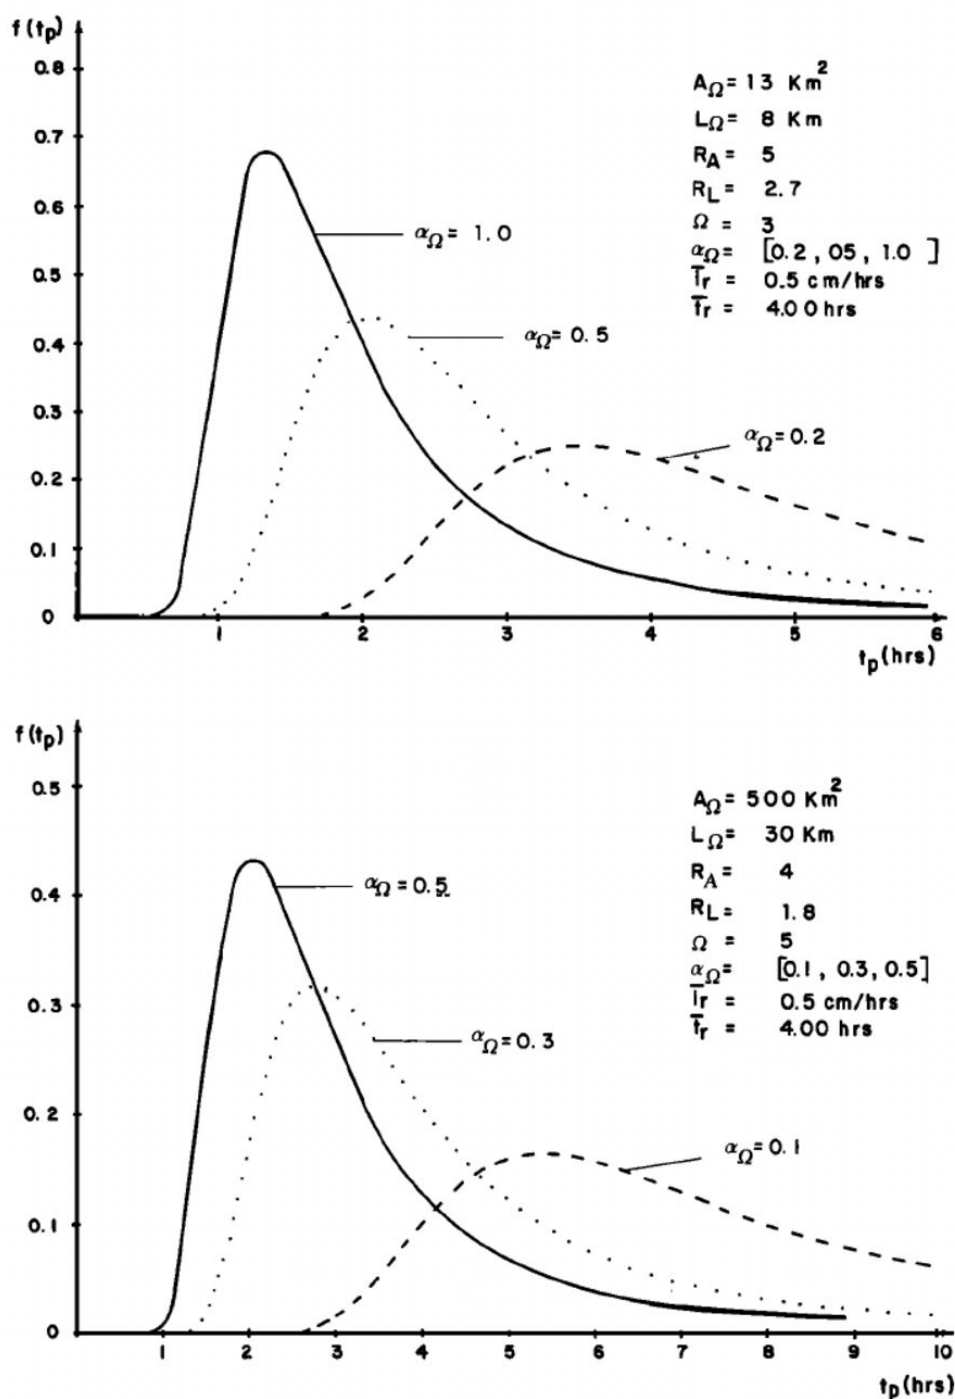 f(tp)
0.8
0.7
0.6
0.5
0.4
0.3
0.2
0.1
0
AΩ = 13 Km²
LΩ = 8 Km
RA = 5
RL = 2.7
Ω = 3
αΩ = [0.2 , 05 , 1.0 ]
I̅r = 0.5 cm/hrs
t̅r = 4.00 hrs
αΩ = 1.0
αΩ = 0.5
αΩ = 0.2
1 2 3 4 5 6
tp (hrs)
f(tp)
0.5
0.4
0.3
0.2
0.1
0
AΩ = 500 Km²
LΩ = 30 Km
RA = 4
RL = 1.8
Ω = 5
αΩ = [0.1 , 0.3, 0.5]
I̅r = 0.5 cm/hrs
t̅r = 4.00 hrs
αΩ = 0.5
αΩ = 0.3
αΩ = 0.1
1 2 3 4 5 6 7 8 9 10
tp (hrs)